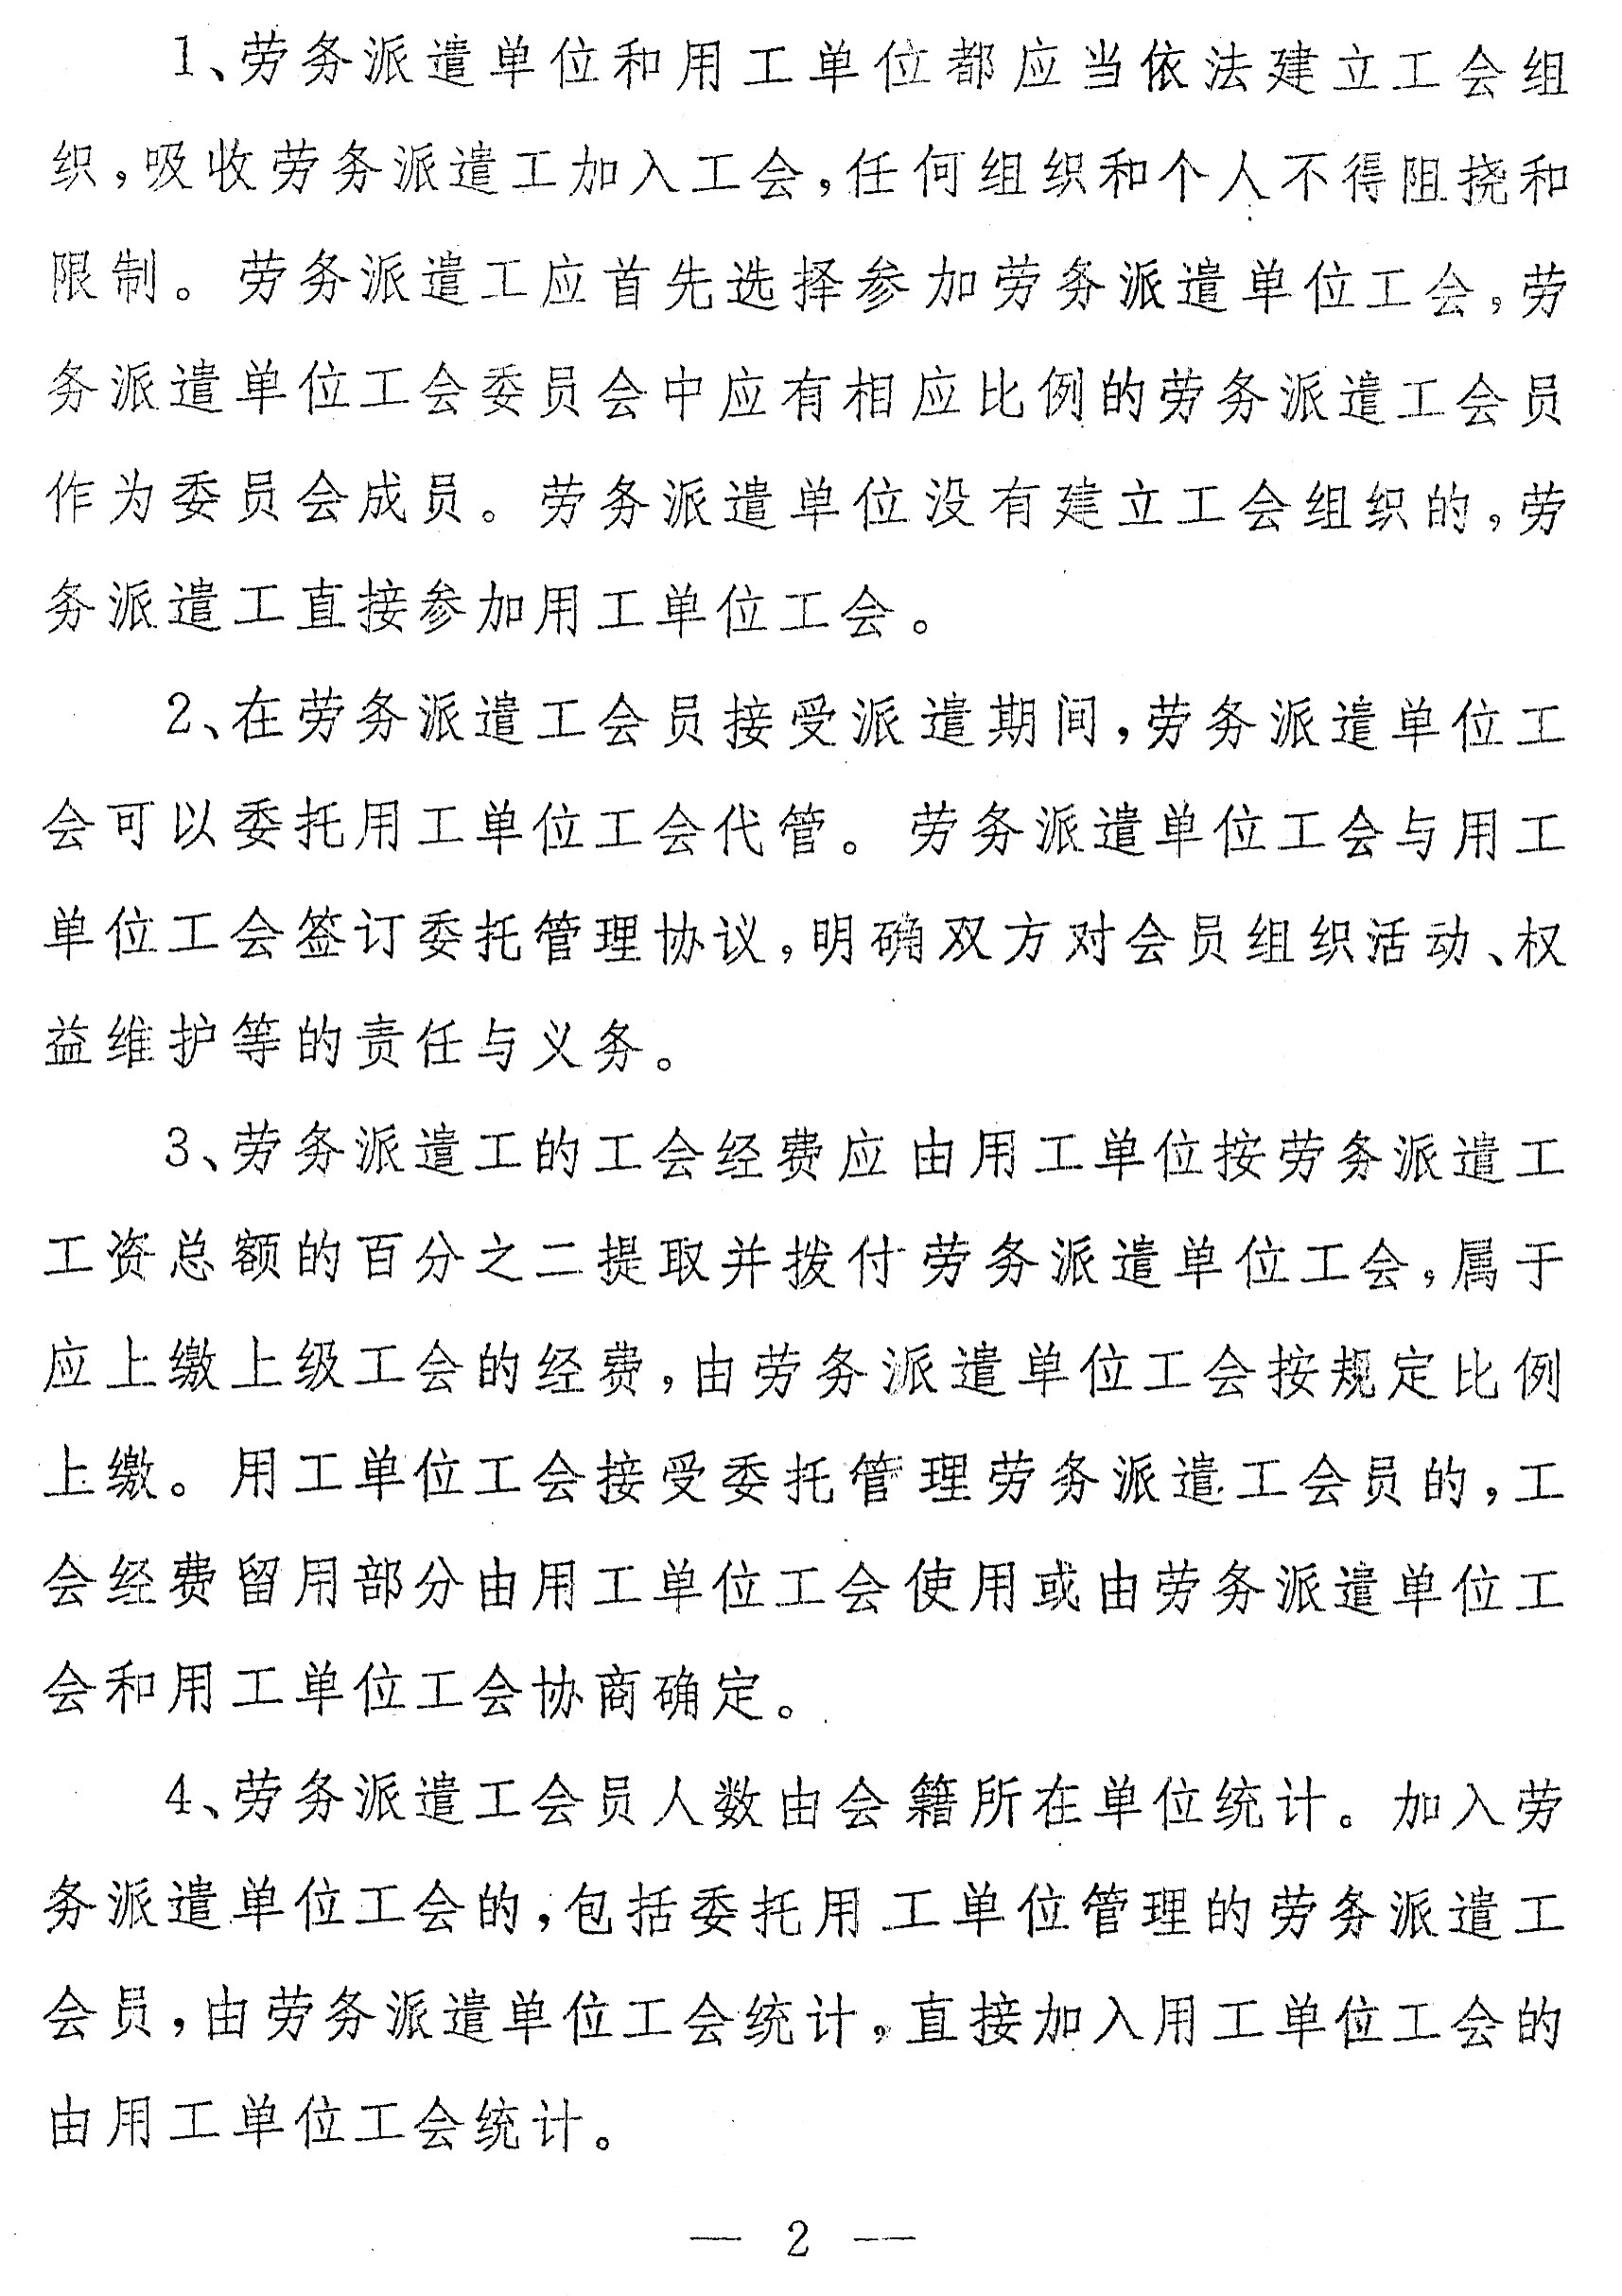 1、劳务派遣单位和用工单位都应当依法建立工会组
织,吸收劳务派遣工加入工会,任何组织和个人不得阻挠和
限制。劳务派遣工应首先选择参加劳务派遣单位工会,劳
务派遣单位工会委员会中应有相应比例的劳务派遣工会员
作为委员会成员。劳务派遣单位没有建立工会组织的,劳
务派遣工直接参加用工单位工会。
2、在劳务派遣工会员接受派遣期间,劳务派遣单位工
会可以委托用工单位工会代管。劳务派遣单位工会与用工
单位工会签订委托管理协议,明确双方对会员组织活动、权
益维护等的责任与义务。
3、劳务派遣工的工会经费应由用工单位按劳务派遣工
工资总额的百分之二提取并拨付劳务派遣单位工会,属于
应上缴上级工会的经费,由劳务派遣单位工会按规定比例
上缴。用工单位工会接受委托管理劳务派遣工会员的,工
会经费留用部分由用工单位工会使用或由劳务派遣单位工
会和用工单位工会协商确定。
4、劳务派遣工会员人数由会籍所在单位统计。加入劳
务派遣单位工会的,包括委托用工单位管理的劳务派遣工
会员,由劳务派遣单位工会统计,直接加入用工单位工会的
由用工单位工会统计。
— 2 —